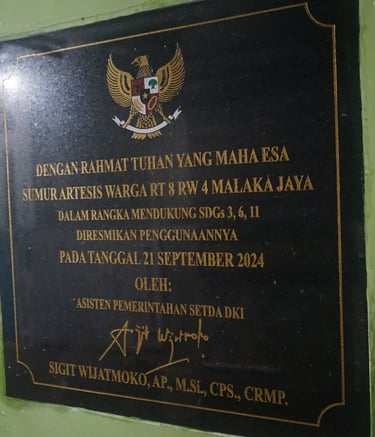 DENGAN RAHMAT TUHAN YANG MAHA ESA
SUMUR ARTESIS WARGA RT 8 RW 4 MALAKA JAYA
DALAM RANGKA MENDUKUNG SDGs 3, 6, 11
DIRESMIKAN PENGGUNAANNYA
PADA TANGGAL 21 SEPTEMBER 2024
OLEH:
ASISTEN PEMERINTAHAN SETDA DKI
Sigit Wijatmoko
SIGIT WIJATMOKO, AP., M.Si., CPS., CRMP.